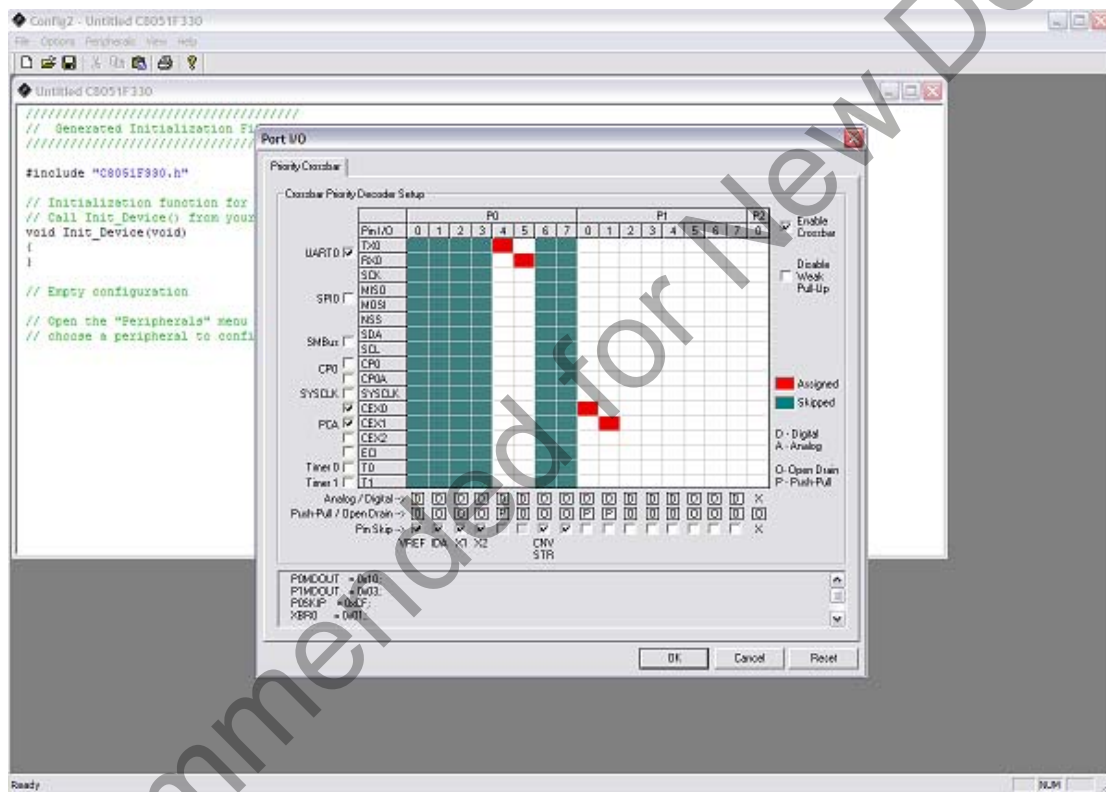 Config2 - Untitled C8051F330
File Options Peripherals View Help
Untitled C8051F330
////////////////////////////////////////
// Generated Initialization Fi
#include "C8051F330.h"
// Initialization function for
// Call Init_Device() from your
void Init_Device(void)
{
}
// Empty configuration
// Open the "Peripherals" menu
// choose a peripheral to confi
Port I/O
Priority Crossbar
Crossbar Priority Decoder Setup
P0 P1 P2
Pin I/O 0 1 2 3 4 5 6 7 0 1 2 3 4 5 6 7 0
UART0 TX0
RX0
SCK
SPI0 MISO
MOSI
NSS
SMBus SDA
SCL
CP0 CP0
CP0A
SYSCLK SYSCLK
CEX0
PCA CEX1
CEX2
ECI
Timer 0 T0
Timer 1 T1
Analog / Digital ->
Push-Pull / Open Drain ->
Pin Skip ->
VREF IDA X1 X2 CNV
STR
Enable
Crossbar
Disable
Weak
Pull-Up
Assigned
Skipped
D - Digital
A - Analog
O- Open Drain
P - Push-Pull
P0MDOUT = 0x10;
P1MDOUT = 0x03;
P0SKIP = 0xCF;
XBR0 = 0x01;
OK Cancel Reset
Ready NUM
mmended for New D